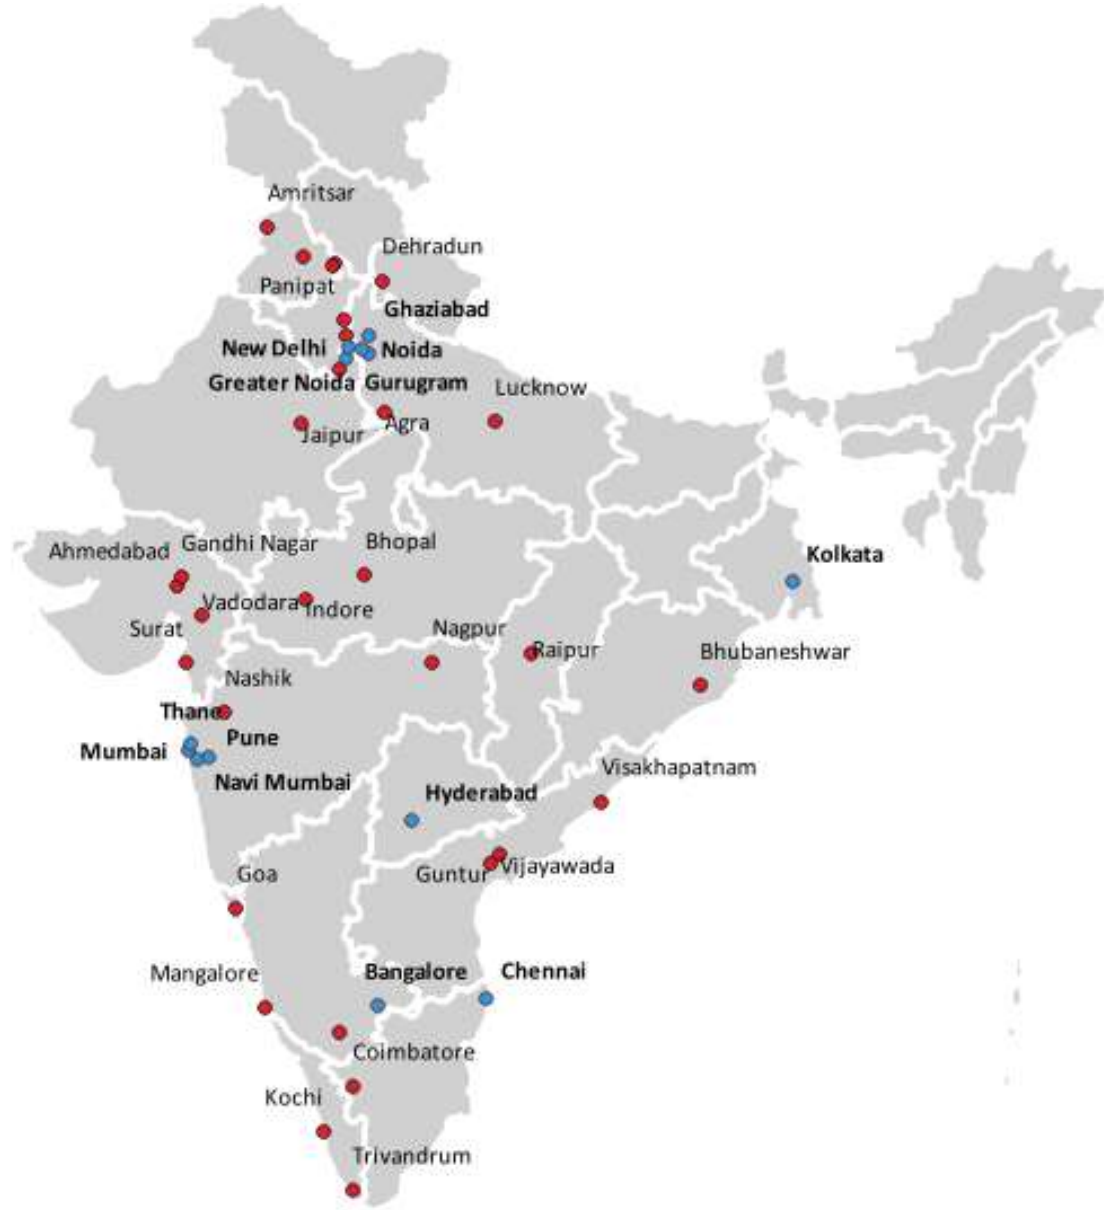 Amritsar
Dehradun
Panipat
Ghaziabad
New Delhi
Noida
Greater Noida
Gurugram
Lucknow
Agra
Jaipur
Bhopal
Gandhi Nagar
Ahmedabad
Kolkata
Vadodara
Indore
Surat
Nagpur
Raipur
Bhubaneshwar
Nashik
Thane
Pune
Mumbai
Navi Mumbai
Visakhapatnam
Hyderabad
Vijayawada
Guntur
Goa
Mangalore
Bangalore
Chennai
Coimbatore
Kochi
Trivandrum